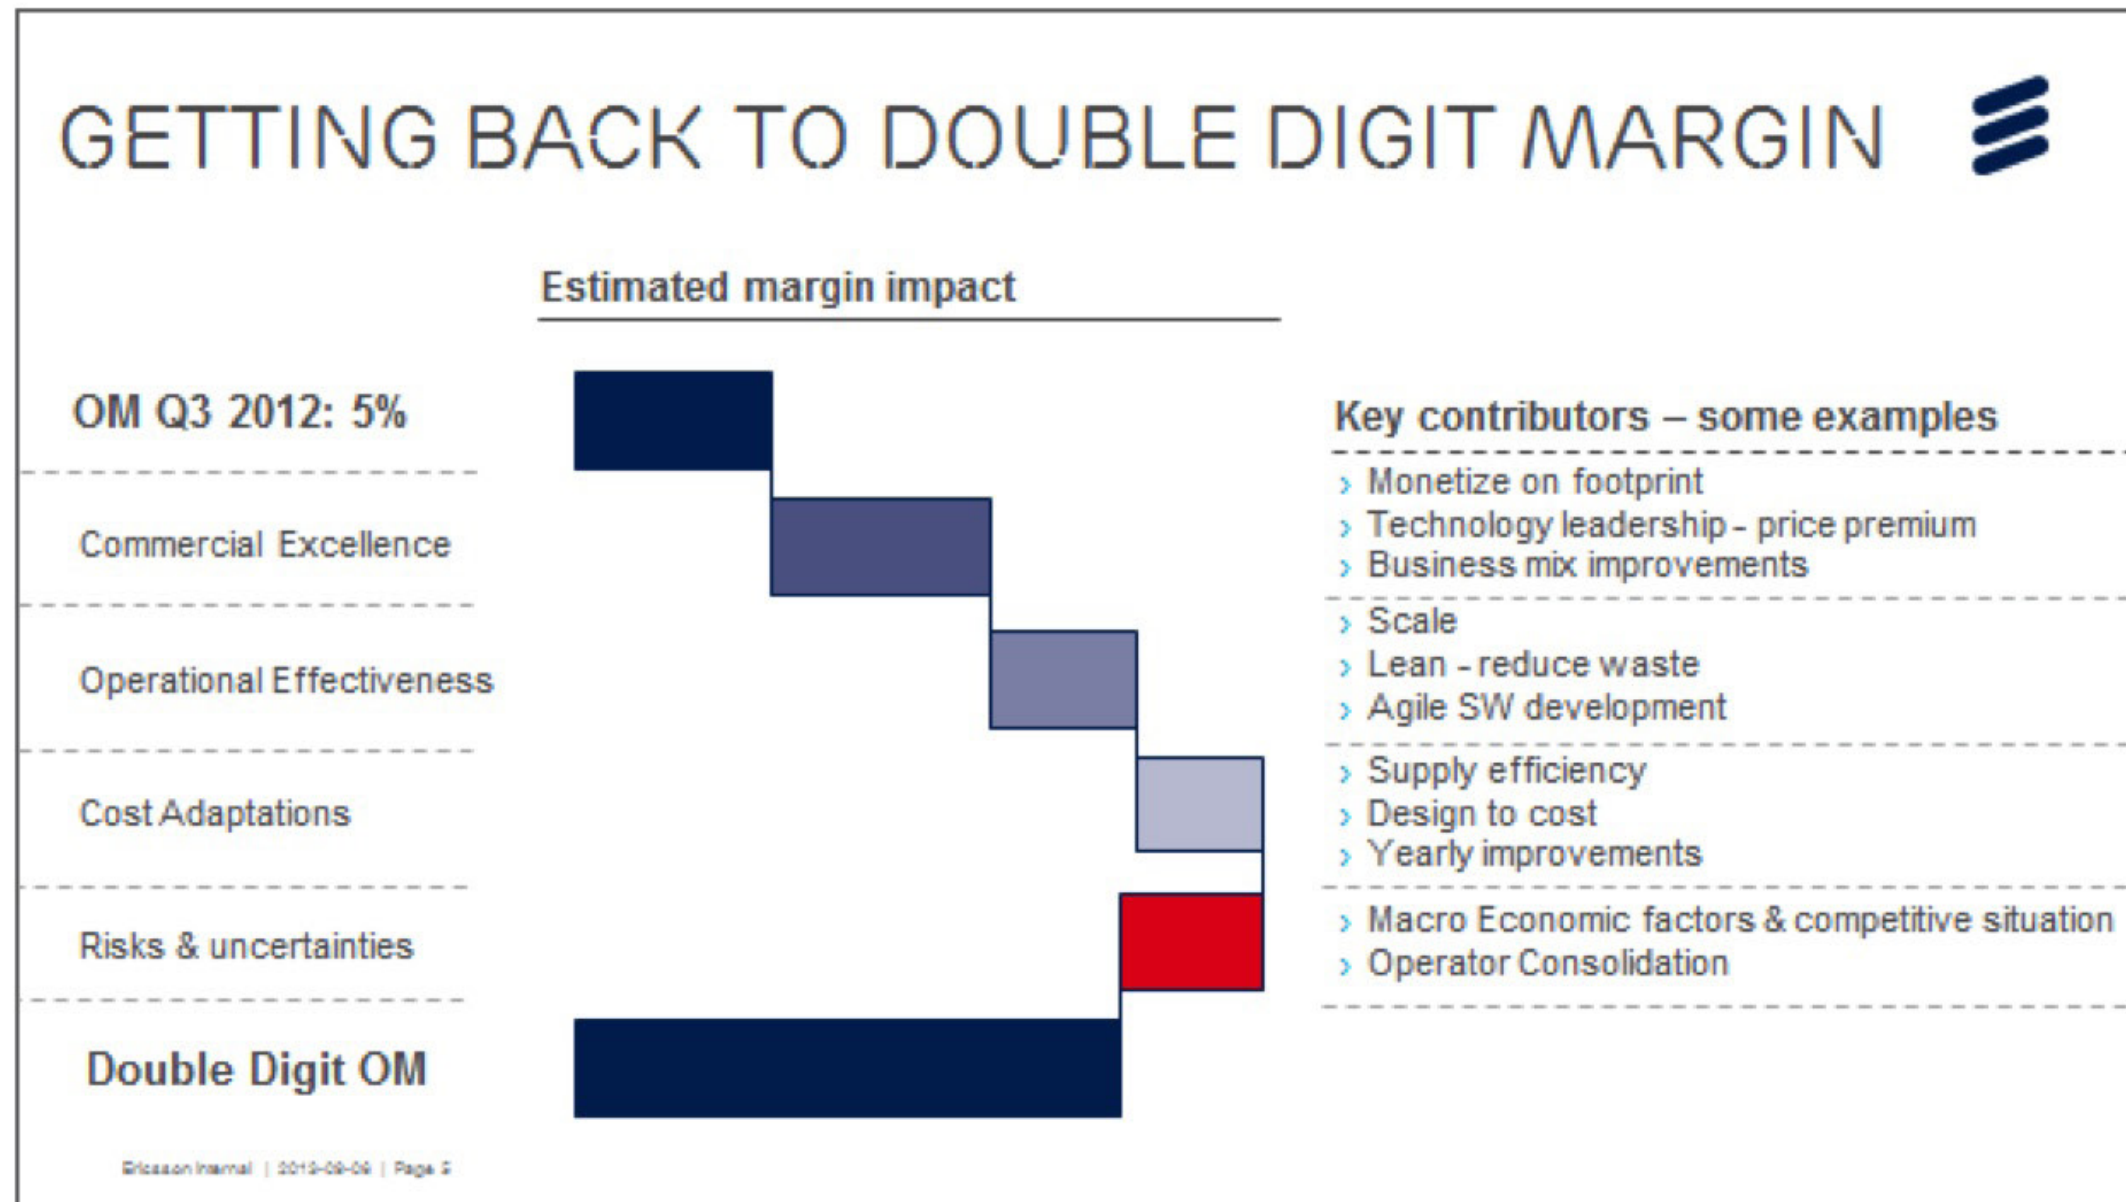 GETTING BACK TO DOUBLE DIGIT MARGIN
Estimated margin impact
OM Q3 2012: 5%
Commercial Excellence
Operational Effectiveness
Cost Adaptations
Risks & uncertainties
Double Digit OM
Key contributors – some examples
› Monetize on footprint
› Technology leadership - price premium
› Business mix improvements
› Scale
› Lean - reduce waste
› Agile SW development
› Supply efficiency
› Design to cost
› Yearly improvements
› Macro Economic factors & competitive situation
› Operator Consolidation
Ericsson Internal | | Page